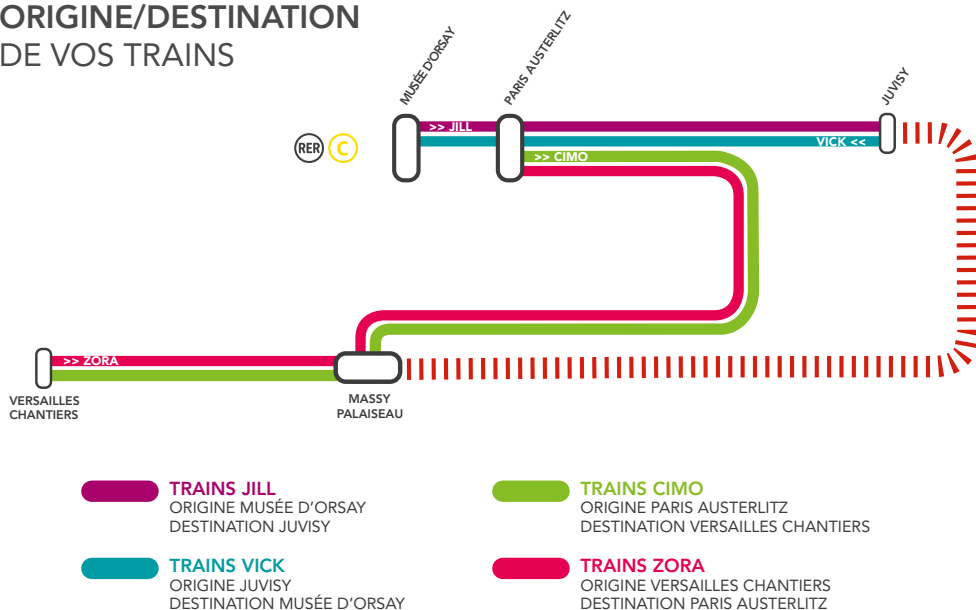 ORIGINE/DESTINATION
DE VOS TRAINS
MUSÉE D'ORSAY
PARIS AUSTERLITZ
JUVISY
RER C
>> JILL
VICK <<
>> CIMO
>> ZORA
VERSAILLES
CHANTIERS
MASSY
PALAISEAU
TRAINS JILL
ORIGINE MUSÉE D'ORSAY
DESTINATION JUVISY
TRAINS CIMO
ORIGINE PARIS AUSTERLITZ
DESTINATION VERSAILLES CHANTIERS
TRAINS VICK
ORIGINE JUVISY
DESTINATION MUSÉE D'ORSAY
TRAINS ZORA
ORIGINE VERSAILLES CHANTIERS
DESTINATION PARIS AUSTERLITZ